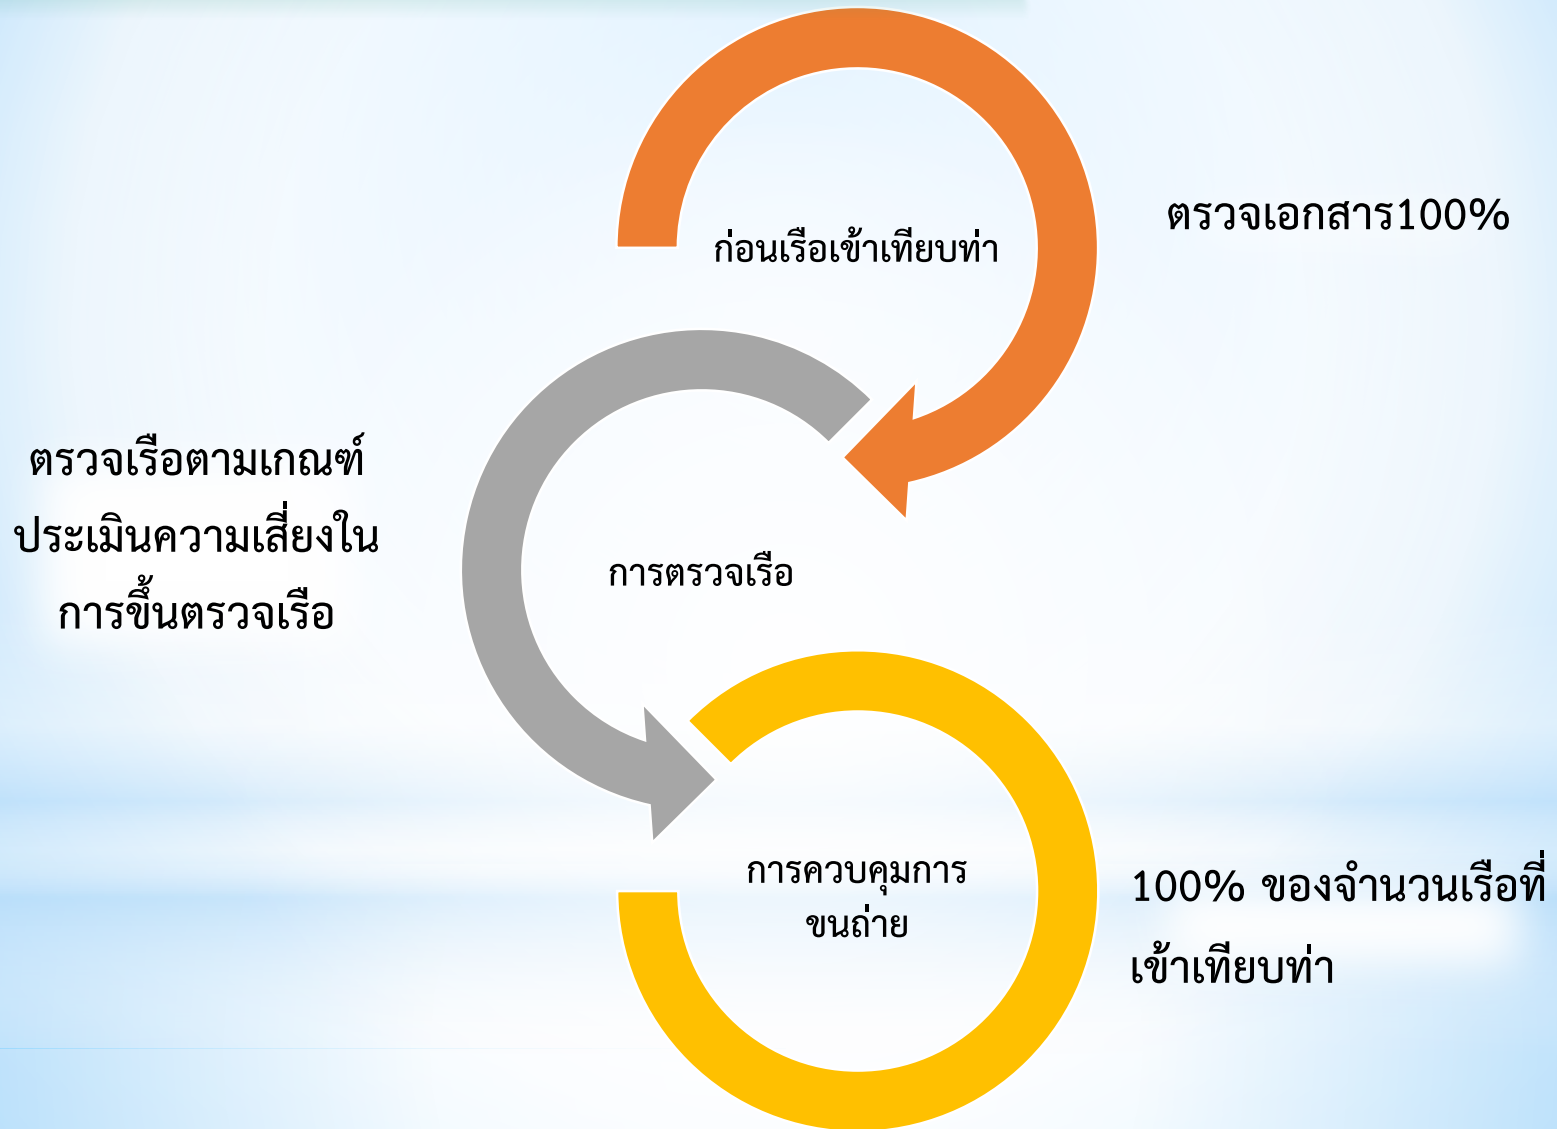 ก่อนเรือเข้าเทียบท่า
ตรวจเอกสาร100%
ตรวจเรือตามเกณฑ์
ประเมินความเสี่ยงใน
การขึ้นตรวจเรือ
การตรวจเรือ
การควบคุมการ
ขนถ่าย
100% ของจำนวนเรือที่
เข้าเทียบท่า